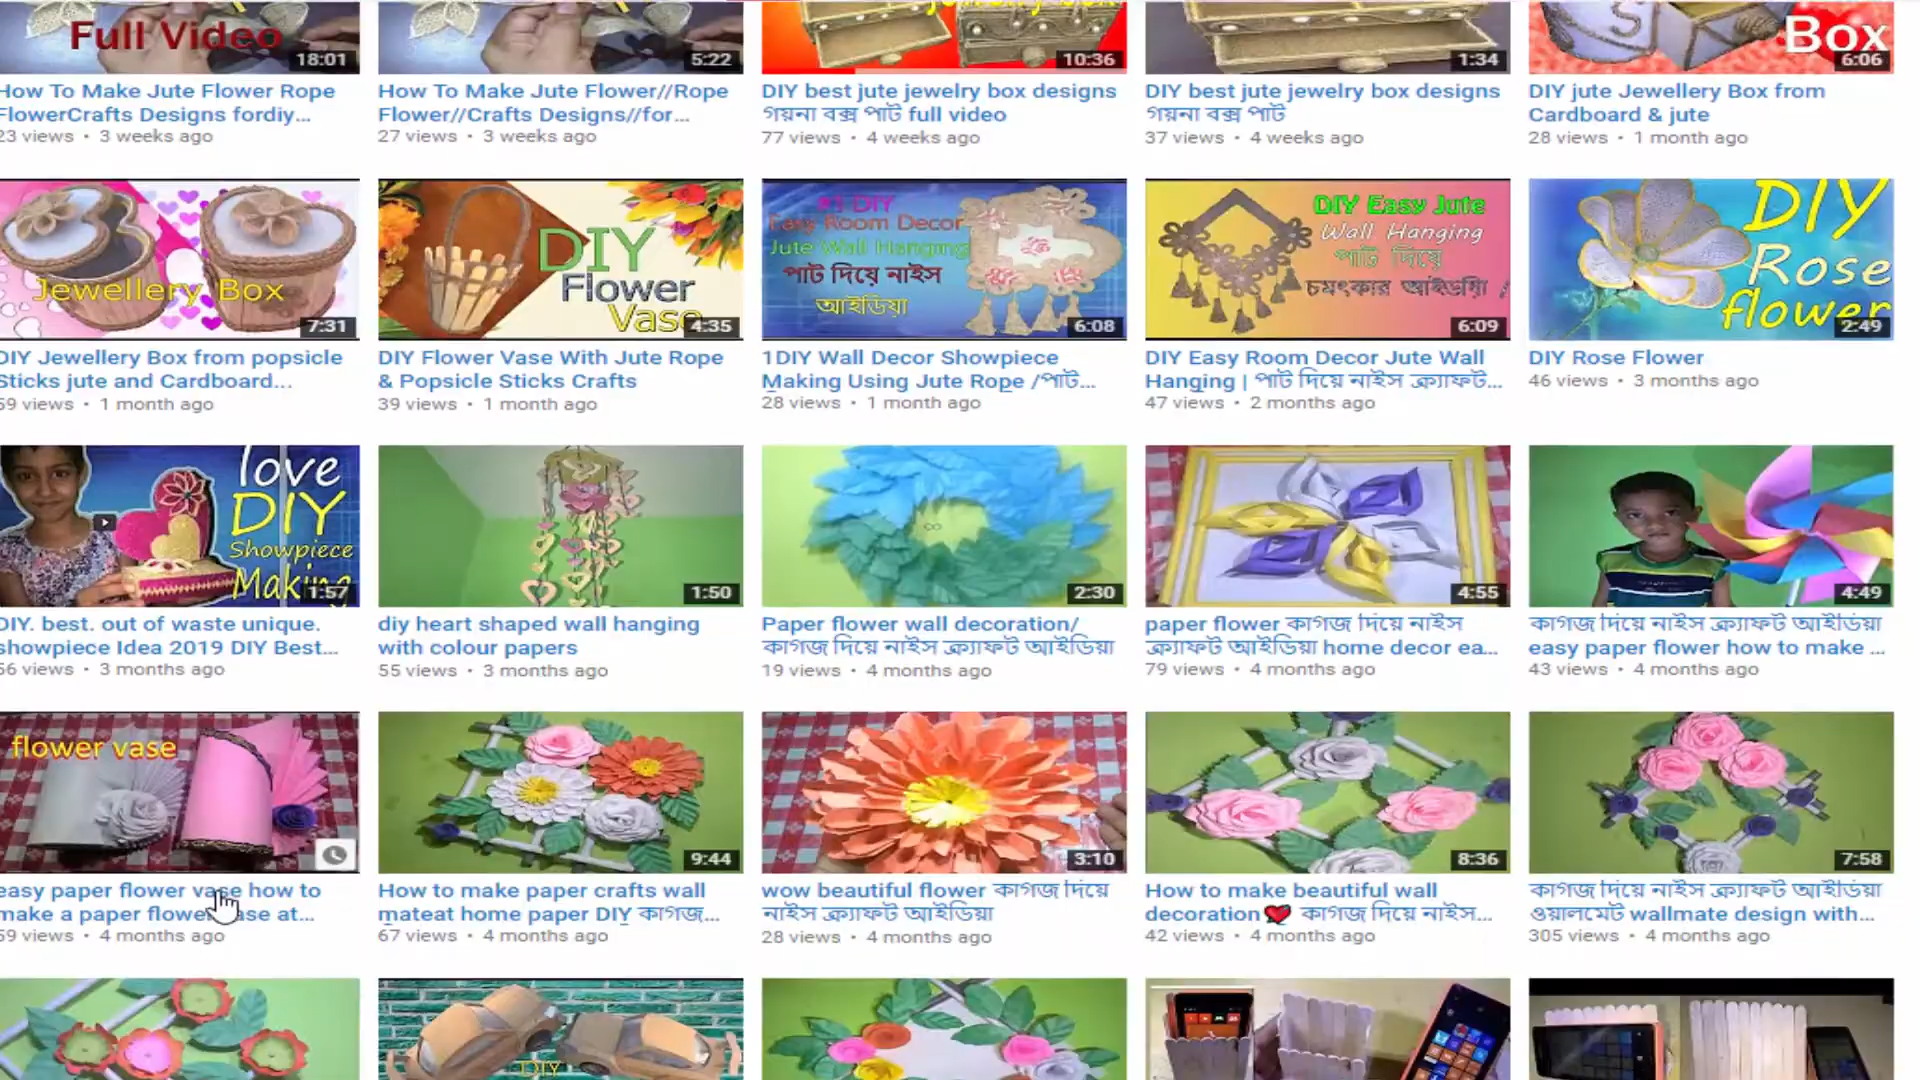 Full Video
18:01
5:22
jewelry box
10:36
1:34
Box
6:06
How To Make Jute Flower Rope
FlowerCrafts Designs fordiy...
23 views • 3 weeks ago
How To Make Jute Flower//Rope
Flower//Crafts Designs//for...
27 views • 3 weeks ago
DIY best jute jewelry box designs
গয়না বক্স পাট full video
77 views • 4 weeks ago
DIY best jute jewelry box designs
গয়না বক্স পাট
37 views • 4 weeks ago
DIY jute Jewellery Box from
Cardboard & jute
28 views • 1 month ago
Jewellery Box
7:31
DIY
Flower
Vase
4:35
#1 DIY
Easy Room Decor
Jute Wall Hanging
পাট দিয়ে নাইস
আইডিয়া
6:08
DIY Easy Jute
Wall Hanging
পাট দিয়ে
চমৎকার আইডিয়া /
6:09
DIY
Rose
flower
2:49
DIY Jewellery Box from popsicle
Sticks jute and Cardboard...
59 views • 1 month ago
DIY Flower Vase With Jute Rope
& Popsicle Sticks Crafts
39 views • 1 month ago
1DIY Wall Decor Showpiece
Making Using Jute Rope /পাট...
28 views • 1 month ago
DIY Easy Room Decor Jute Wall
Hanging | পাট দিয়ে নাইস ক্র্যাফট...
47 views • 2 months ago
DIY Rose Flower
46 views • 3 months ago
love
DIY
Showpiece
Making
1:57
1:50
2:30
4:55
4:49
DIY. best. out of waste unique.
showpiece Idea 2019 DIY Best...
56 views • 3 months ago
diy heart shaped wall hanging
with colour papers
55 views • 3 months ago
Paper flower wall decoration/
কাগজ দিয়ে নাইস ক্র্যাফট আইডিয়া
19 views • 4 months ago
paper flower কাগজ দিয়ে নাইস
ক্র্যাফট আইডিয়া home decor ea...
79 views • 4 months ago
কাগজ দিয়ে নাইস ক্র্যাফট আইডিয়া
easy paper flower how to make ...
43 views • 4 months ago
flower vase
9:44
3:10
8:36
7:58
easy paper flower vase how to
make a paper flower vase at...
59 views • 4 months ago
How to make paper crafts wall
mateat home paper DIY কাগজ...
67 views • 4 months ago
wow beautiful flower কাগজ দিয়ে
নাইস ক্র্যাফট আইডিয়া
28 views • 4 months ago
How to make beautiful wall
decoration❤ কাগজ দিয়ে নাইস...
42 views • 4 months ago
কাগজ দিয়ে নাইস ক্র্যাফট আইডিয়া
ওয়ালমেট wallmate design with...
305 views • 4 months ago
DIY